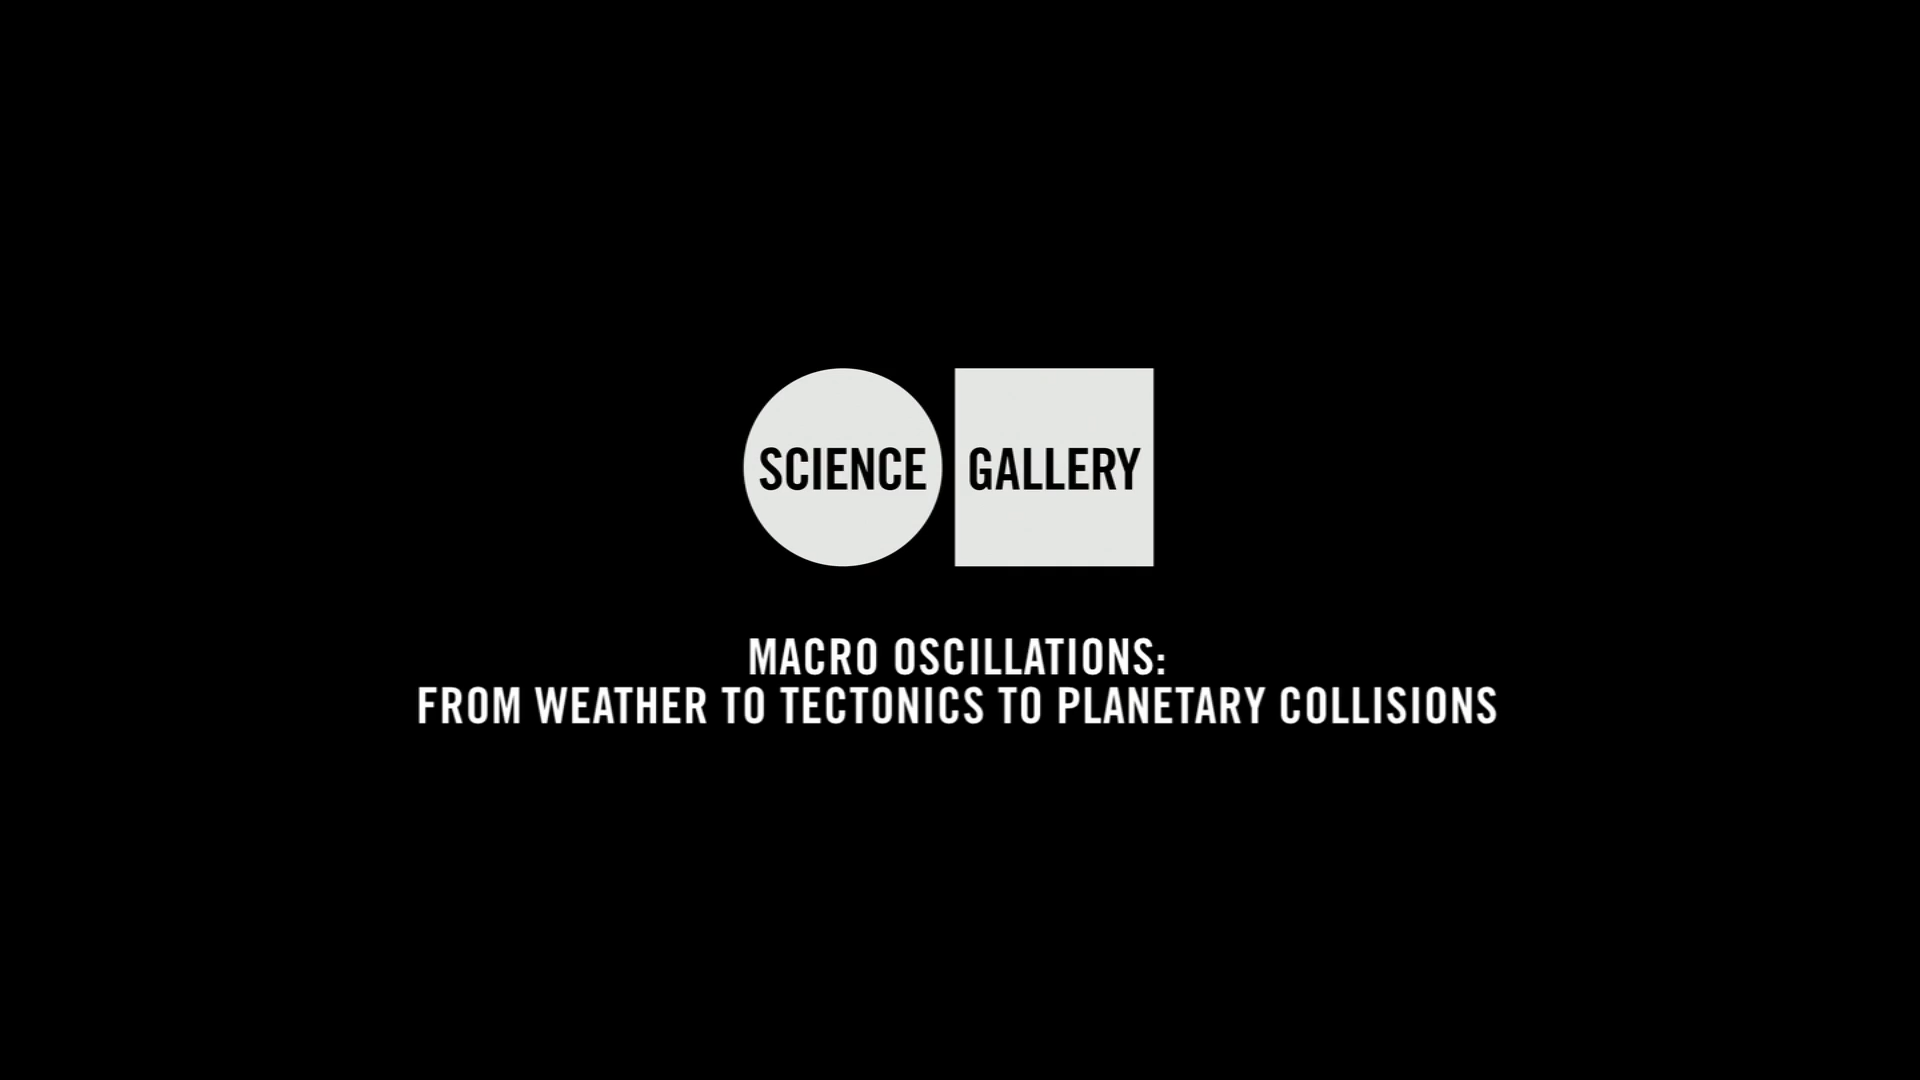 SCIENCE GALLERY
MACRO OSCILLATIONS:
FROM WEATHER TO TECTONICS TO PLANETARY COLLISIONS